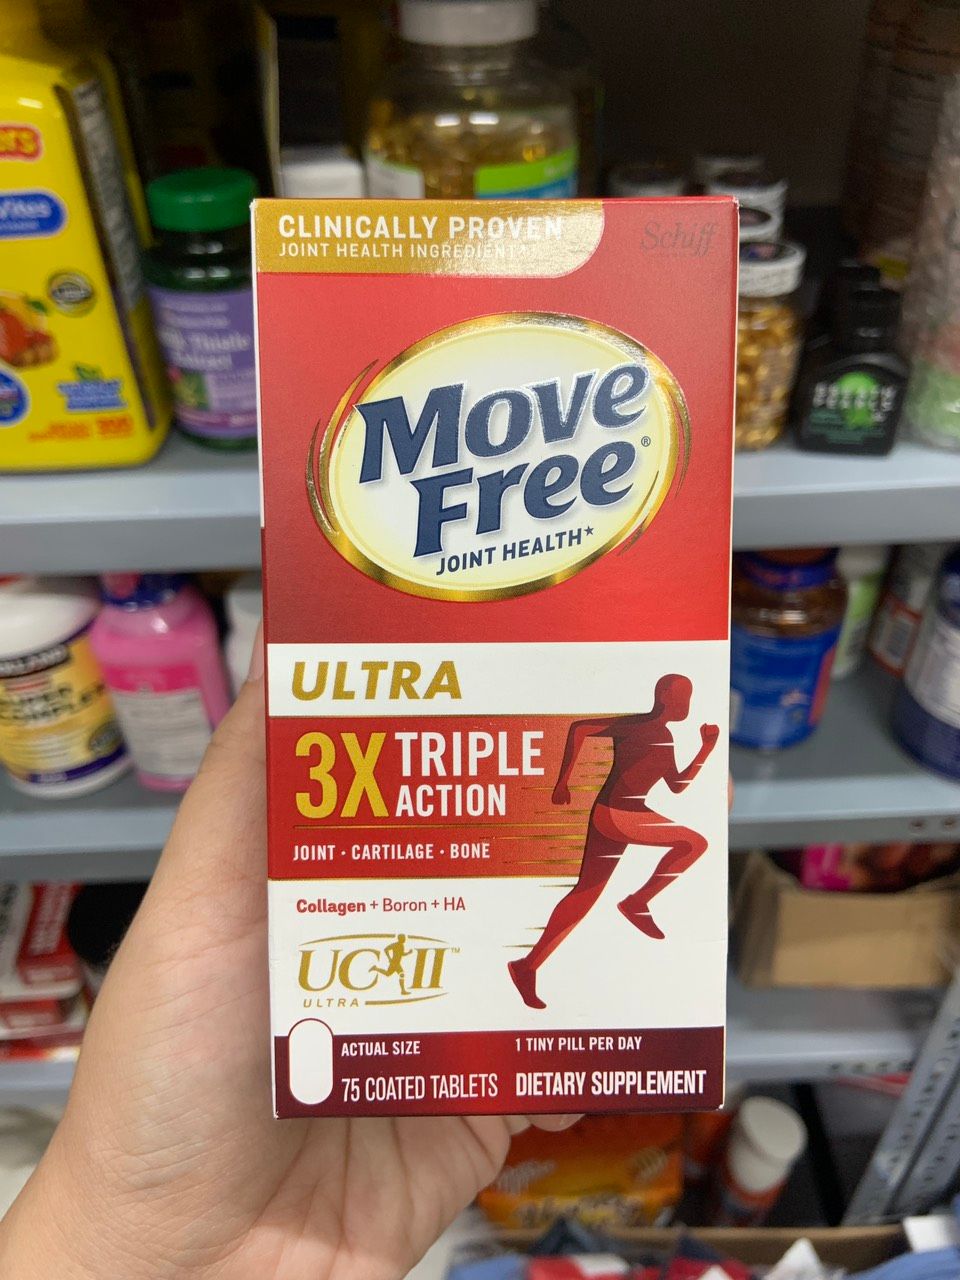 CLINICALLY PROVEN
JOINT HEALTH INGREDIENT*
Schiff
Move
Free®
JOINT HEALTH*
ULTRA
3X TRIPLE
ACTION
JOINT · CARTILAGE · BONE
Collagen + Boron + HA
UC II™
ULTRA
ACTUAL SIZE
1 TINY PILL PER DAY
75 COATED TABLETS
DIETARY SUPPLEMENT